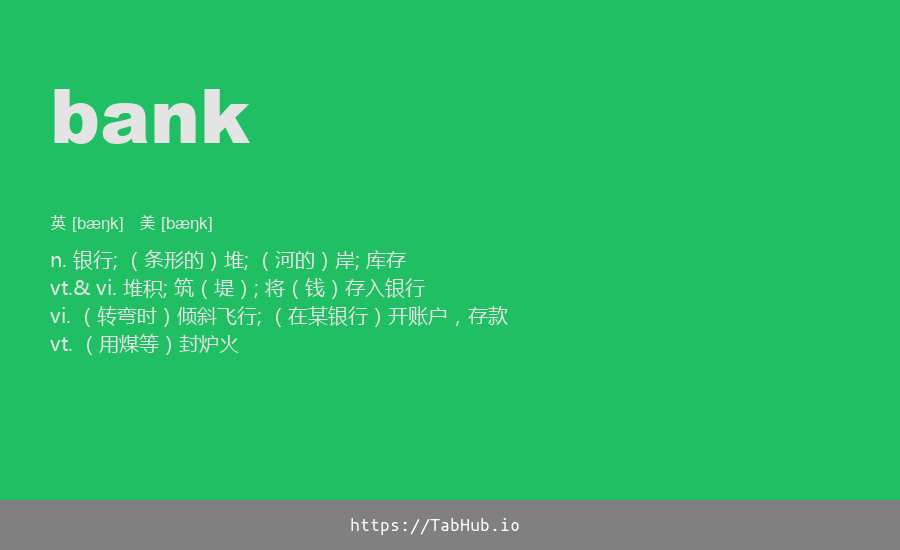 bank
英 [bæŋk] 美 [bæŋk]
n. 银行; （条形的）堆; （河的）岸; 库存
vt.& vi. 堆积; 筑（堤）; 将（钱）存入银行
vi. （转弯时）倾斜飞行; （在某银行）开账户，存款
vt. （用煤等）封炉火
https://TabHub.io